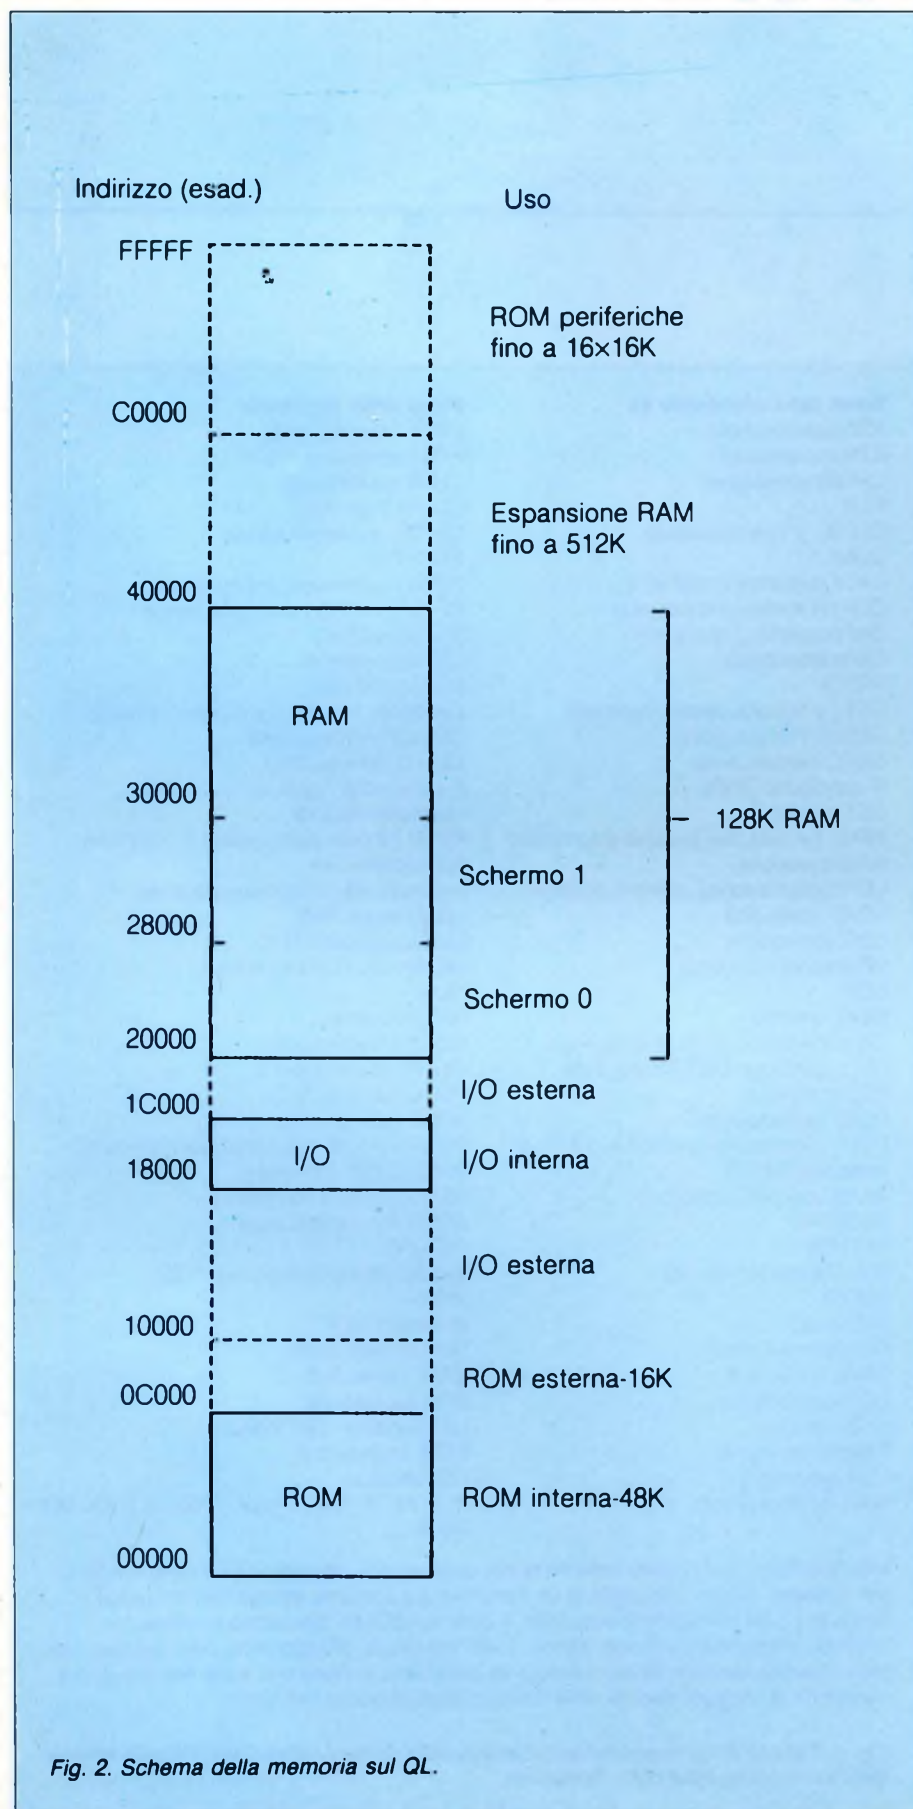 Indirizzo (esad.)
Uso
FFFFF
ROM periferiche
fino a 16×16K
C0000
Espansione RAM
fino a 512K
40000
RAM
30000
128K RAM
Schermo 1
28000
Schermo 0
20000
I/O esterna
1C000
I/O
I/O interna
18000
I/O esterna
10000
ROM esterna-16K
0C000
ROM
ROM interna-48K
00000
Fig. 2. Schema della memoria sul QL.